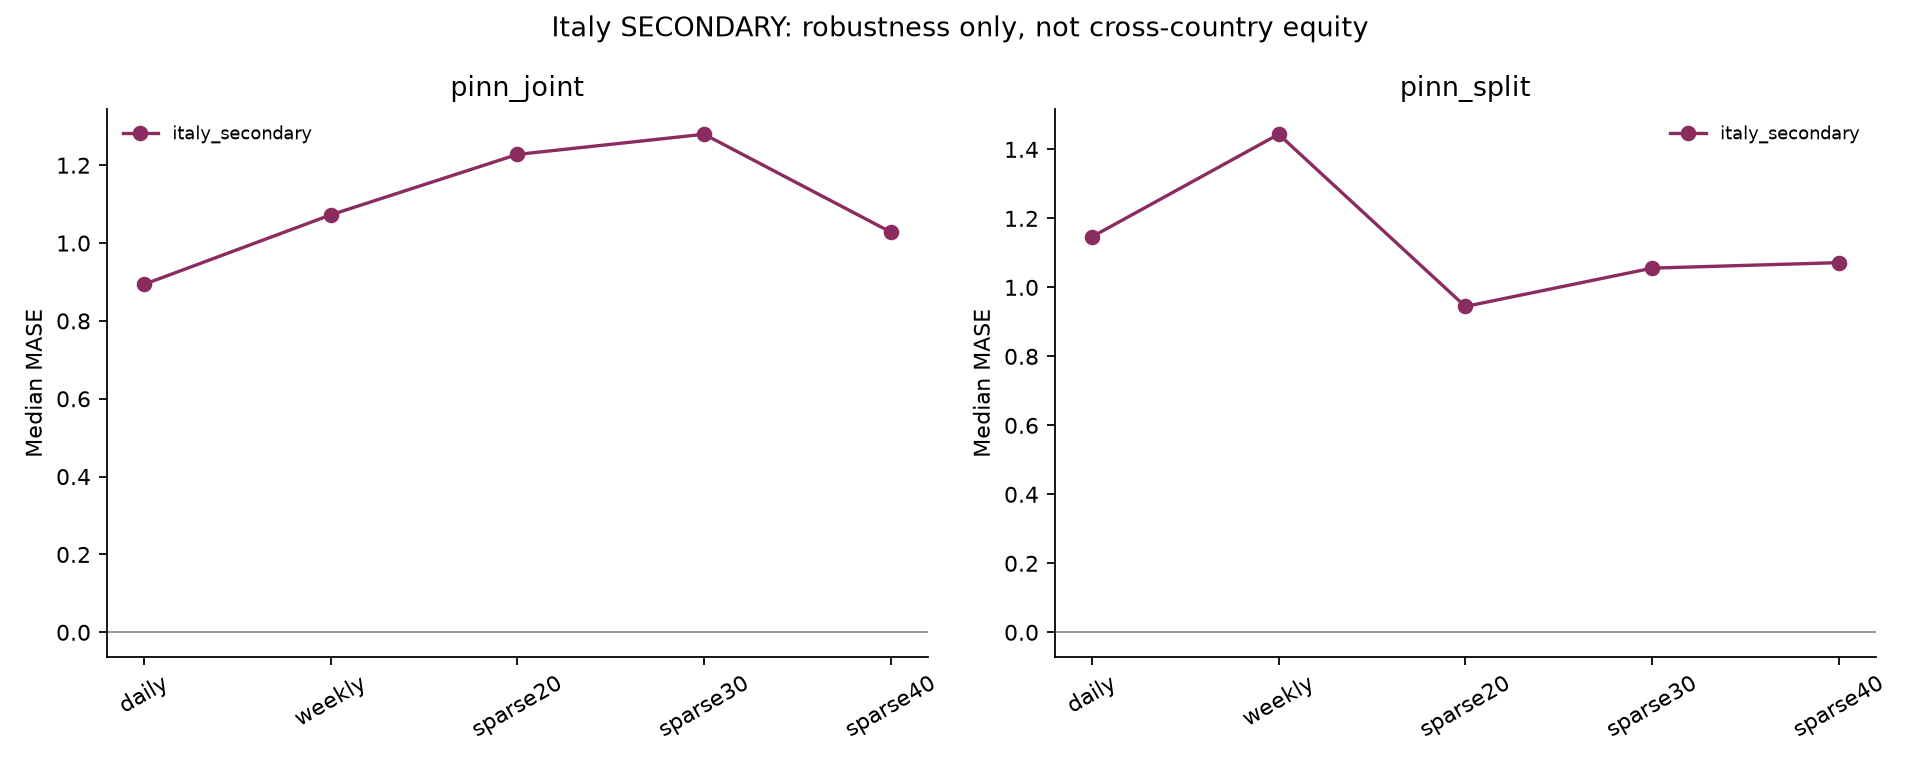 Italy SECONDARY: robustness only, not cross-country equity
pinn_joint
italy_secondary
Median MASE
1.2
1.0
0.8
0.6
0.4
0.2
0.0
daily
weekly
sparse20
sparse30
sparse40
pinn_split
italy_secondary
Median MASE
1.4
1.2
1.0
0.8
0.6
0.4
0.2
0.0
daily
weekly
sparse20
sparse30
sparse40